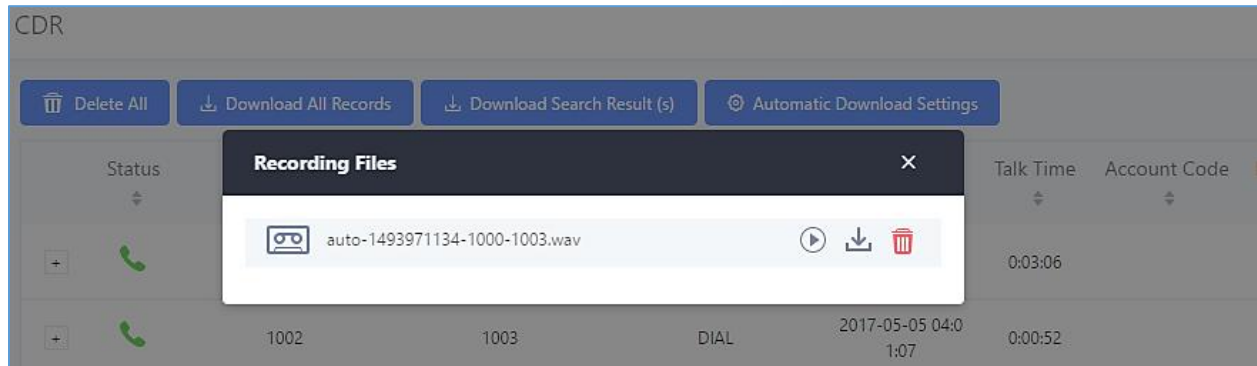 CDR
Delete All Download All Records Download Search Result (s) Automatic Download Settings
Recording Files
Status Talk Time Account Code
auto-1493971134-1000-1003.wav
+ 0:03:06
+ 1002 1003 DIAL 2017-05-05 04:0 0:00:52
1:07